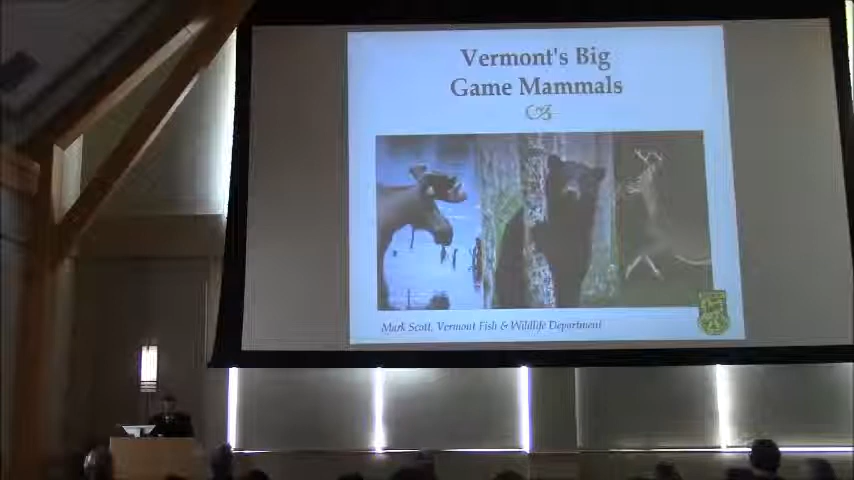 Vermont's Big
Game Mammals
Mark Scott, Vermont Fish & Wildlife Department